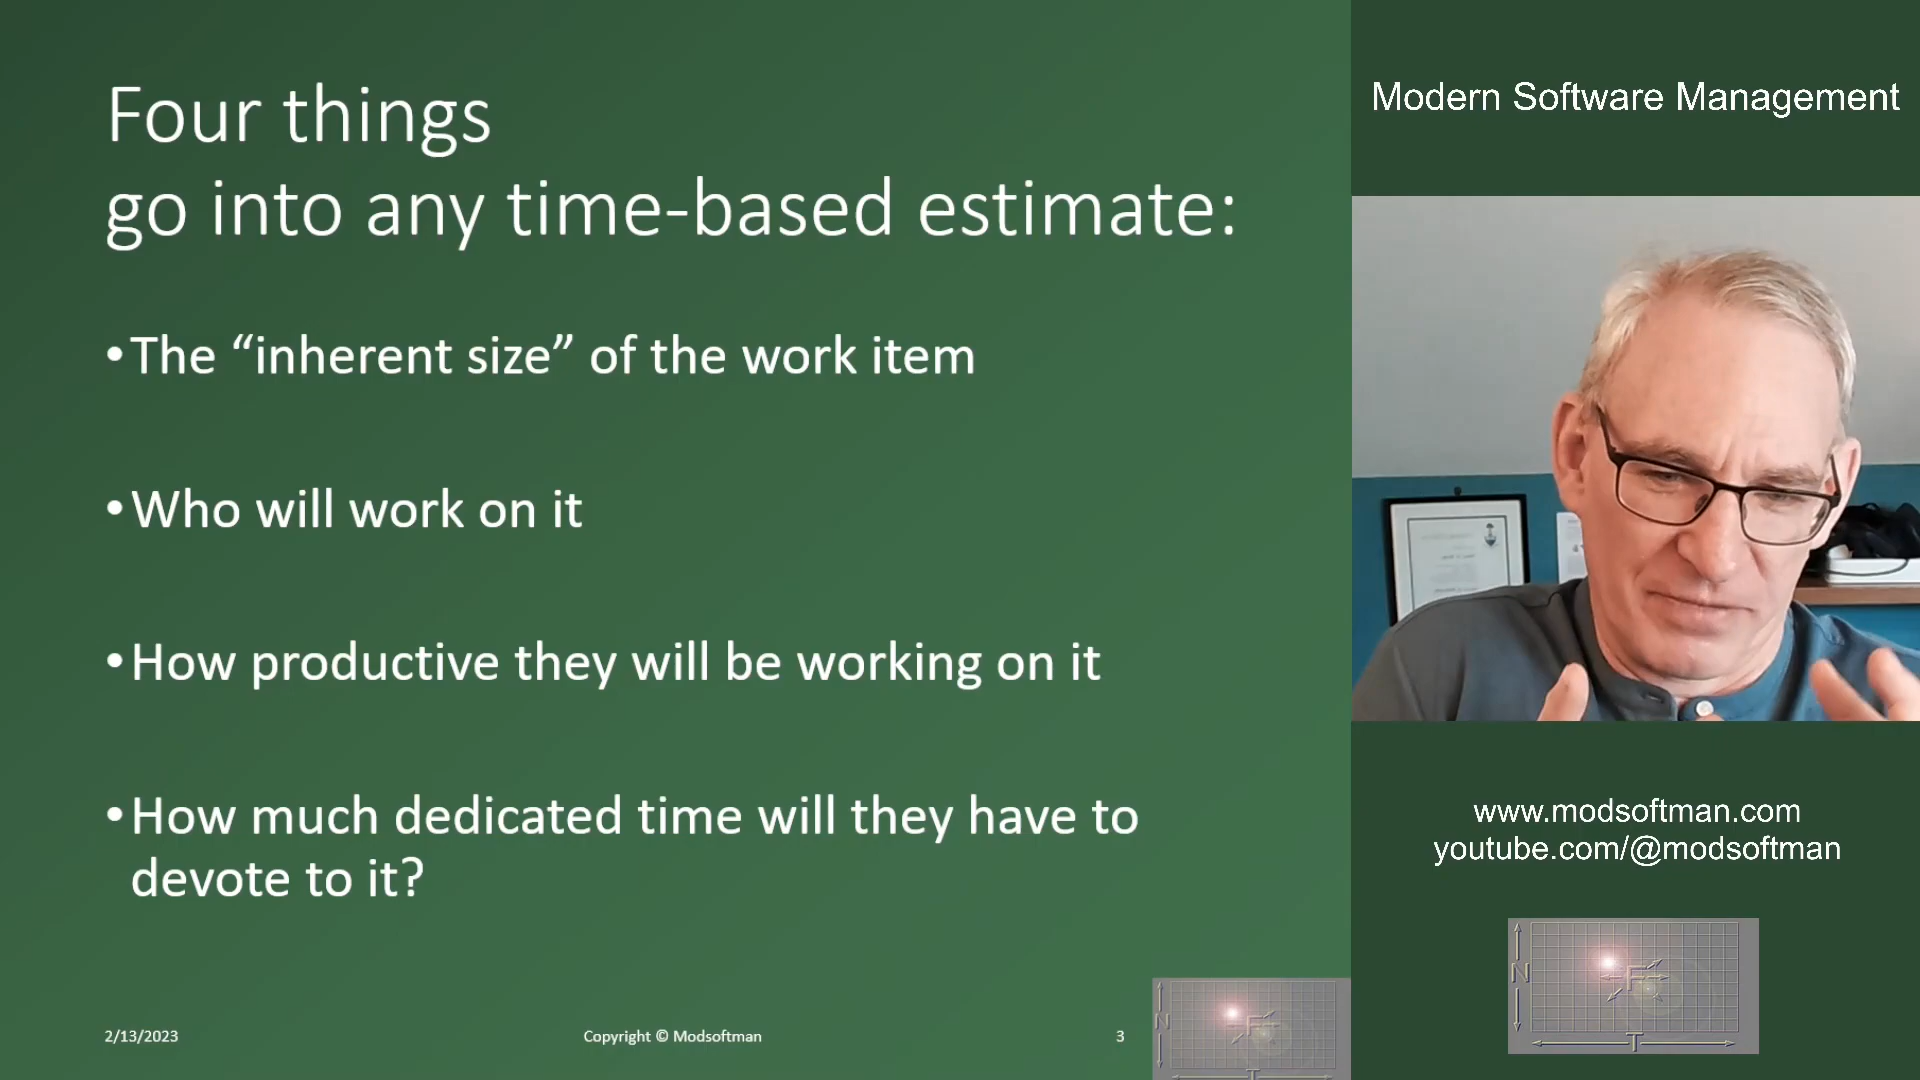 Four things
go into any time-based estimate:
•The “inherent size” of the work item
•Who will work on it
•How productive they will be working on it
•How much dedicated time will they have to
devote to it?
2/13/2023
Copyright © Modsoftman
3
N
F
T
Modern Software Management
www.modsoftman.com
youtube.com/@modsoftman
N
F
T